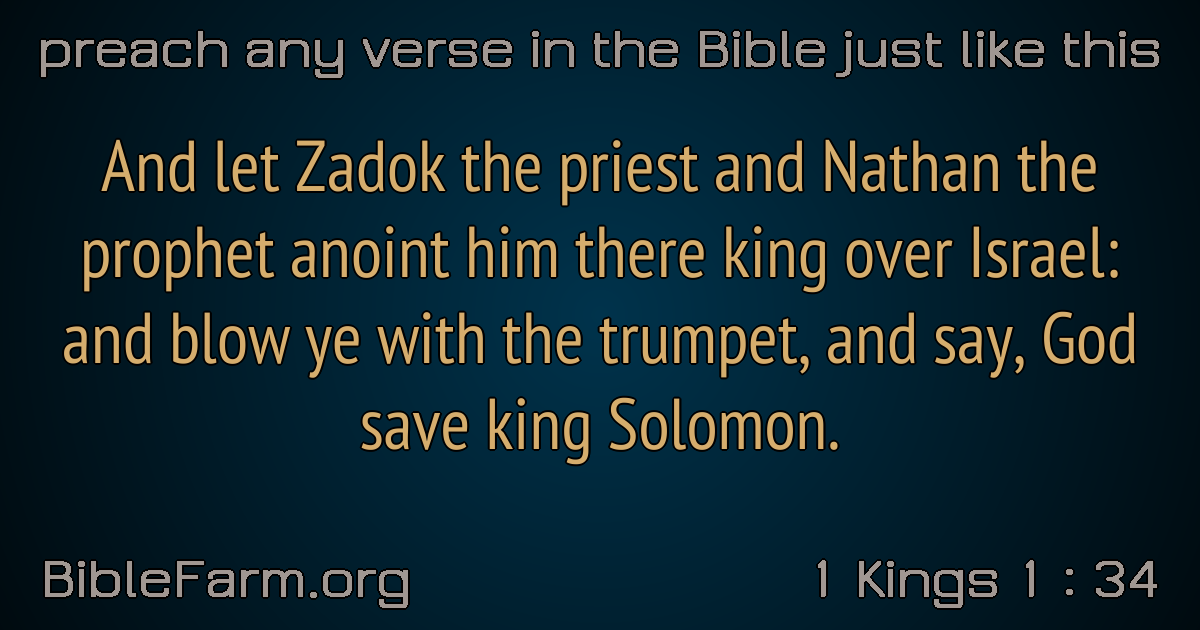 preach any verse in the Bible just like this
And let Zadok the priest and Nathan the
prophet anoint him there king over Israel:
and blow ye with the trumpet, and say, God
save king Solomon.
BibleFarm.org
1 Kings 1 : 34